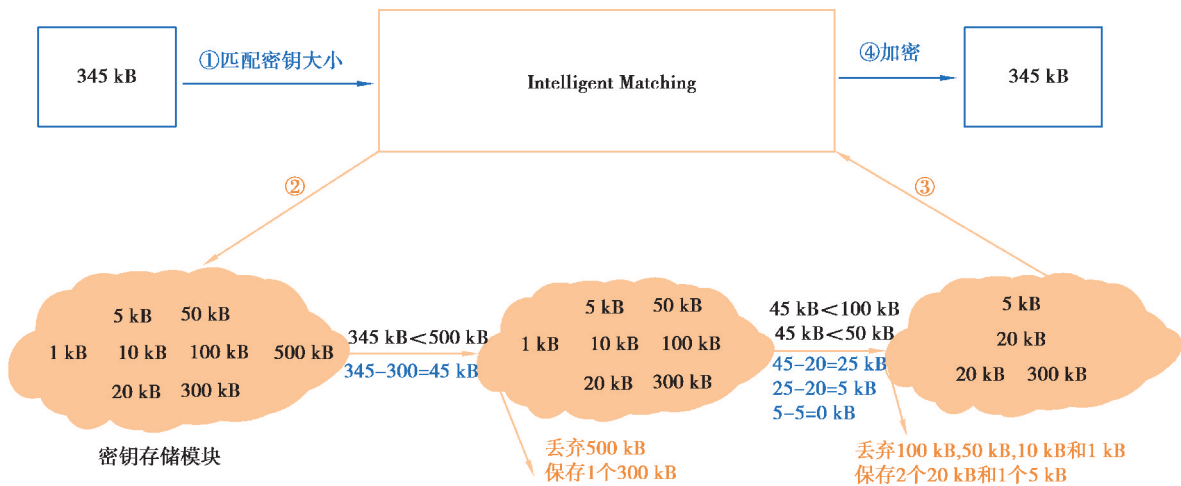 345 kB
①匹配密钥大小
Intelligent Matching
④加密
345 kB
②
③
5 kB 50 kB
1 kB 10 kB 100 kB 500 kB
20 kB 300 kB
密钥存储模块
345 kB<500 kB
345-300=45 kB
5 kB 50 kB
1 kB 10 kB 100 kB
20 kB 300 kB
丢弃500 kB
保存1个300 kB
45 kB<100 kB
45 kB<50 kB
45-20=25 kB
25-20=5 kB
5-5=0 kB
5 kB
20 kB
20 kB 300 kB
丢弃100 kB,50 kB,10 kB和1 kB
保存2个20 kB和1个5 kB